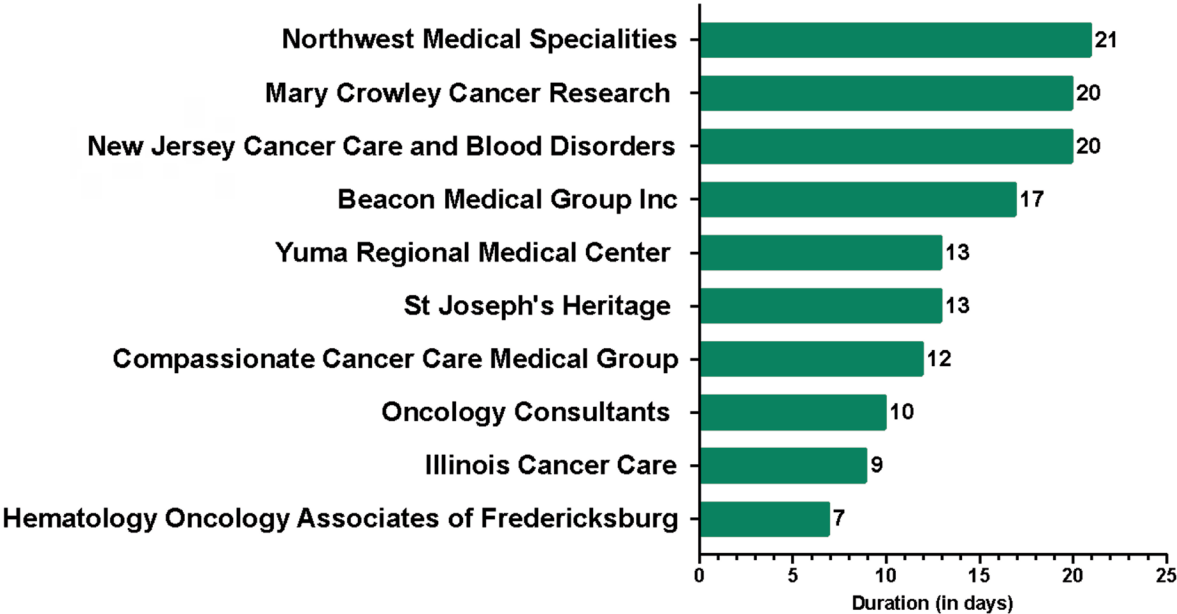 Northwest Medical Specialities 21
Mary Crowley Cancer Research 20
New Jersey Cancer Care and Blood Disorders 20
Beacon Medical Group Inc 17
Yuma Regional Medical Center 13
St Joseph's Heritage 13
Compassionate Cancer Care Medical Group 12
Oncology Consultants 10
Illinois Cancer Care 9
Hematology Oncology Associates of Fredericksburg 7
0 5 10 15 20 25
Duration (in days)